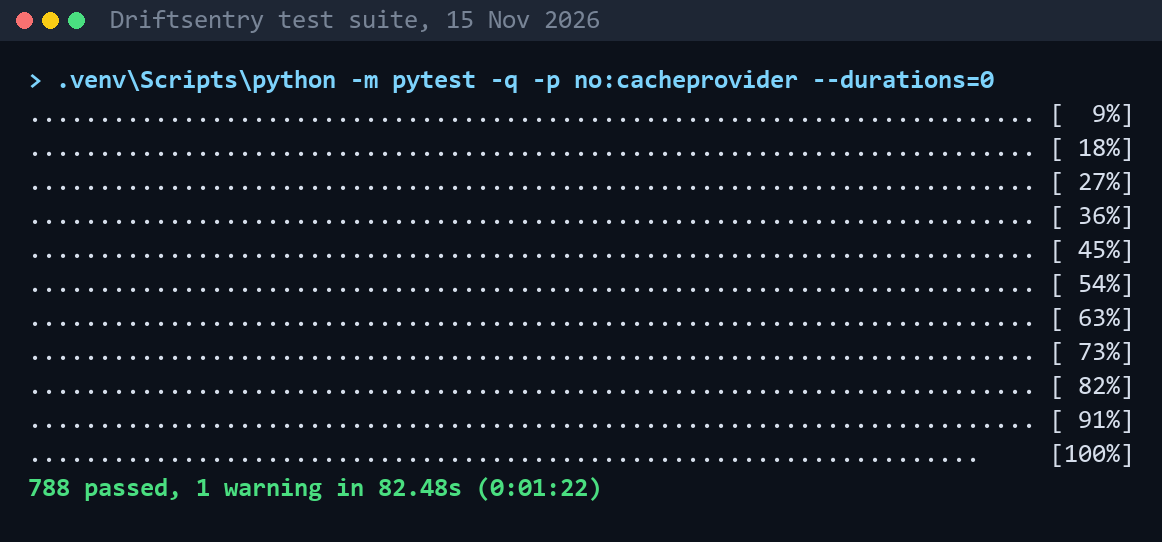 Driftsentry test suite, 15 Nov 2026
> .venv\Scripts\python -m pytest -q -p no:cacheprovider --durations=0
........................................................................ [  9%]
........................................................................ [ 18%]
........................................................................ [ 27%]
........................................................................ [ 36%]
........................................................................ [ 45%]
........................................................................ [ 54%]
........................................................................ [ 63%]
........................................................................ [ 73%]
........................................................................ [ 82%]
........................................................................ [ 91%]
....................................................................     [100%]
788 passed, 1 warning in 82.48s (0:01:22)